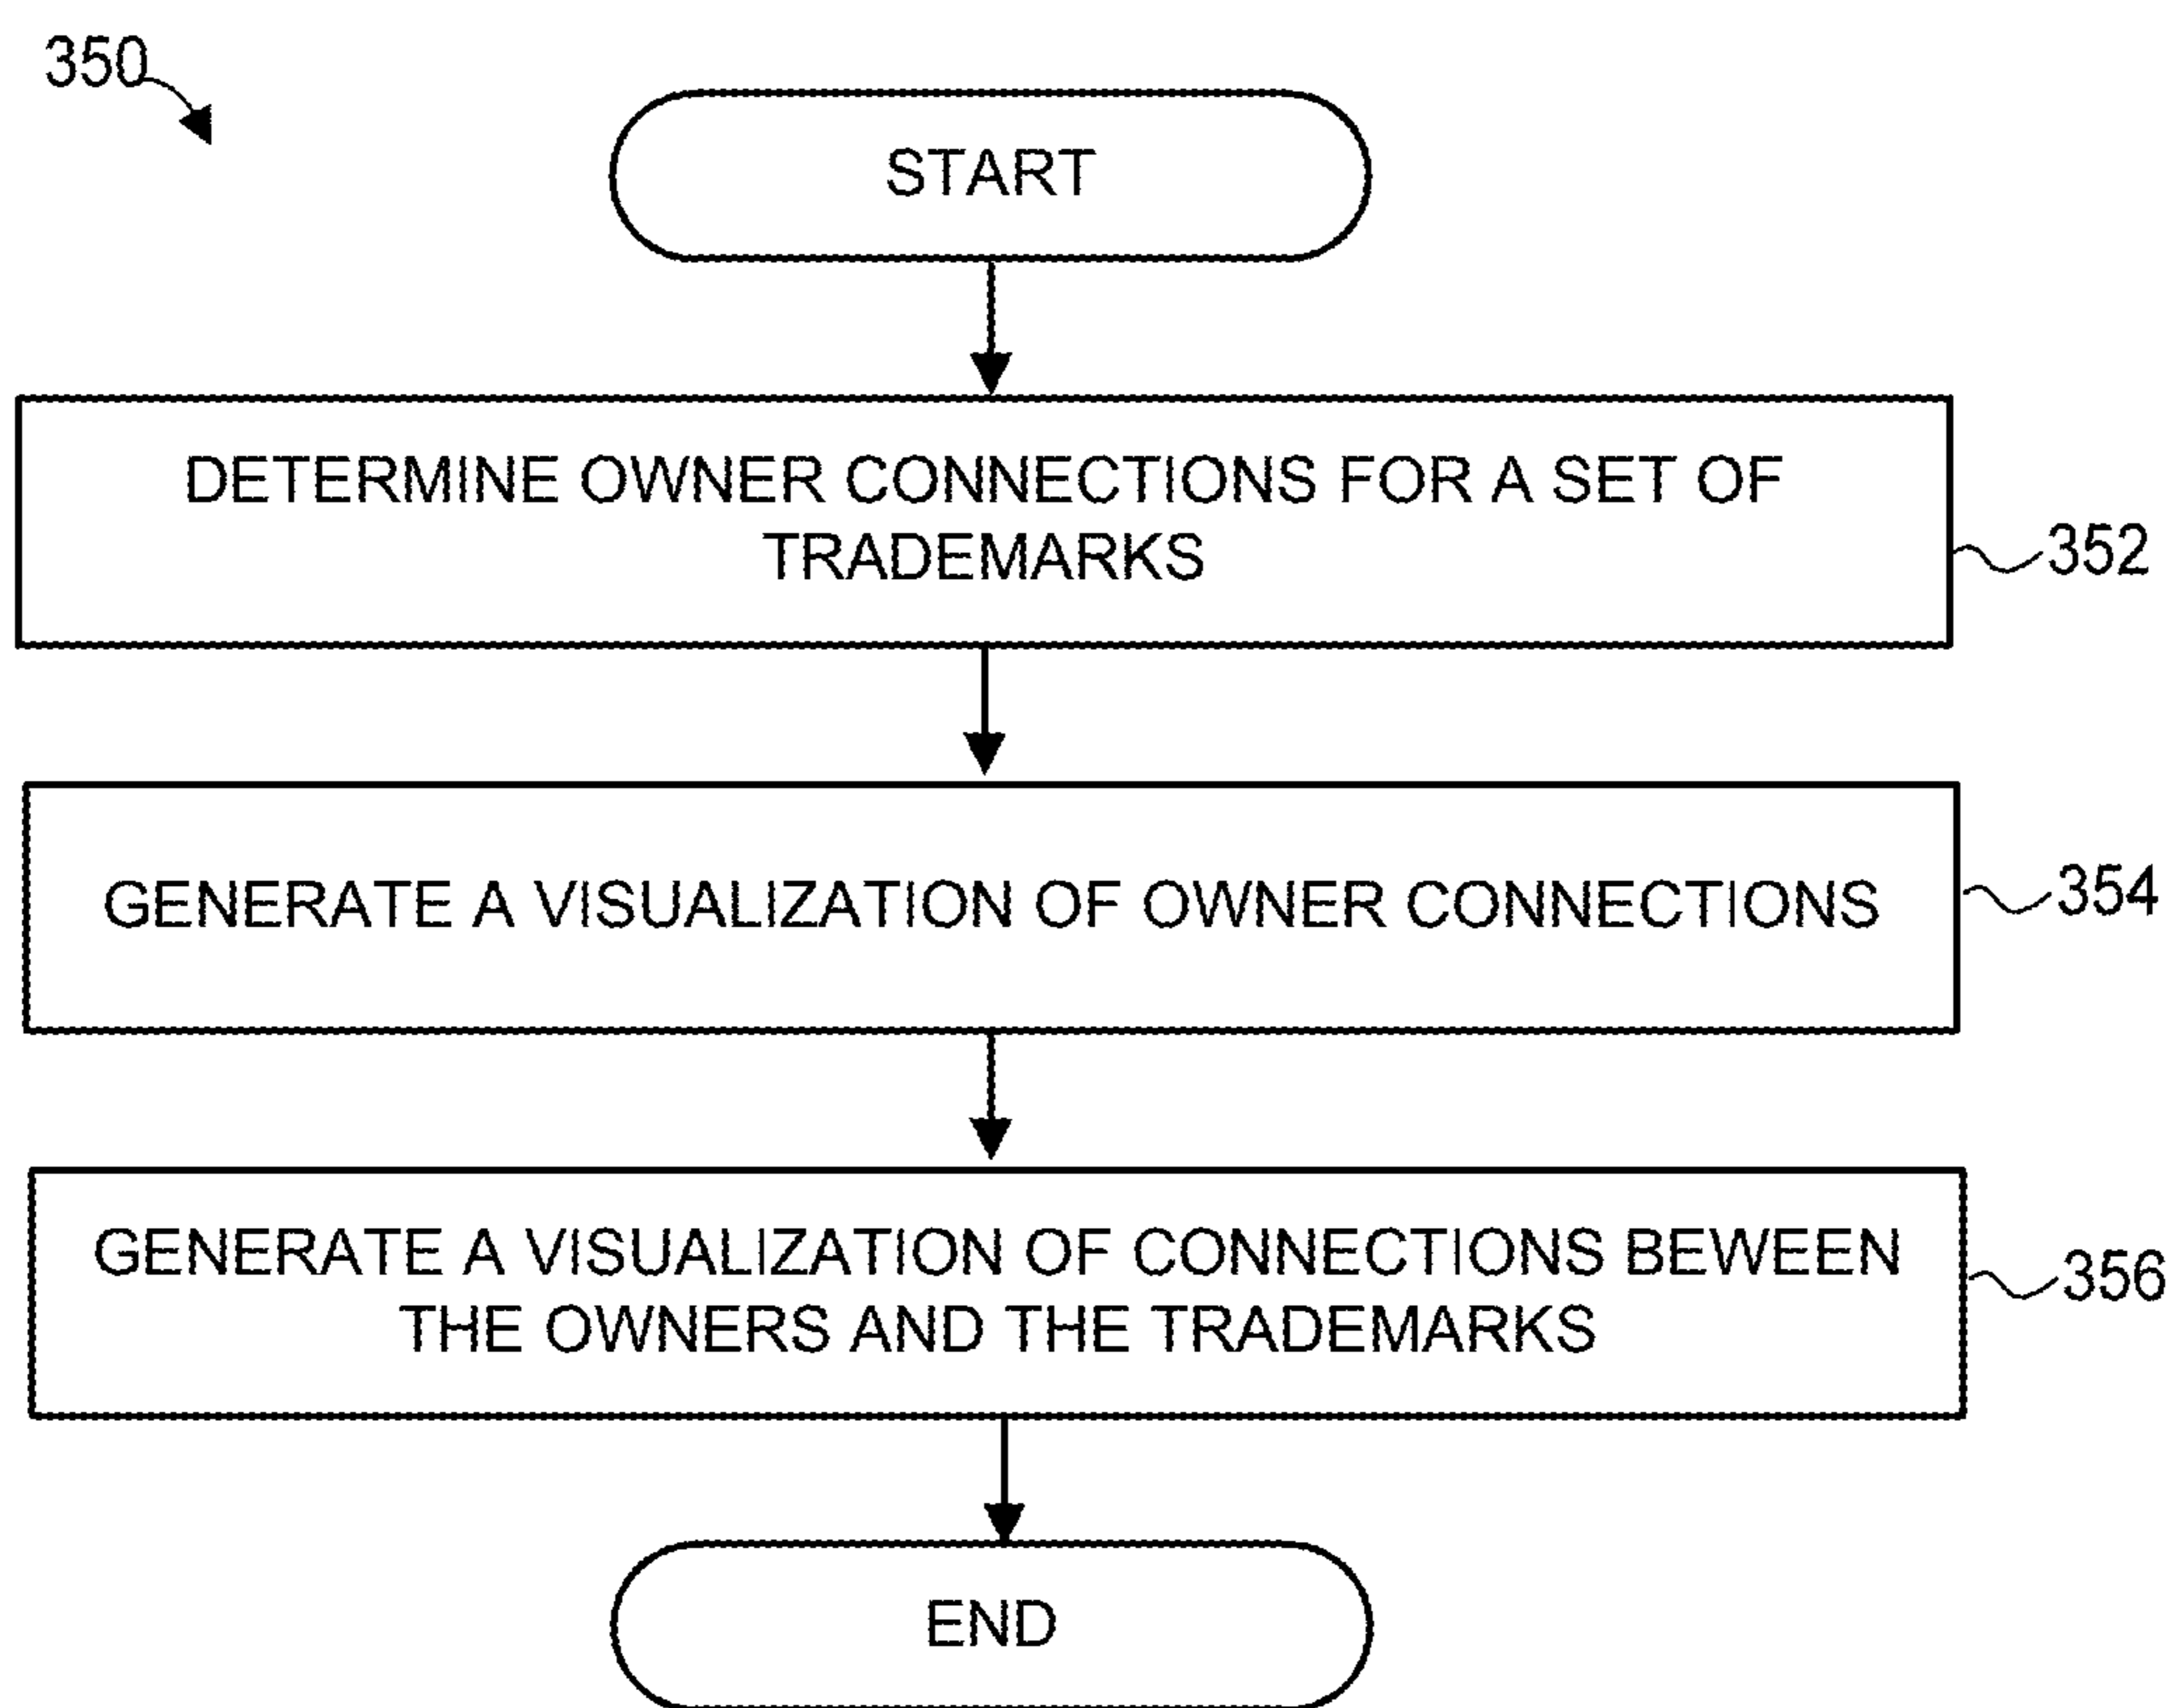 350
START
DETERMINE OWNER CONNECTIONS FOR A SET OF
TRADEMARKS
352
GENERATE A VISUALIZATION OF OWNER CONNECTIONS
354
GENERATE A VISUALIZATION OF CONNECTIONS BEWEEN
THE OWNERS AND THE TRADEMARKS
356
END